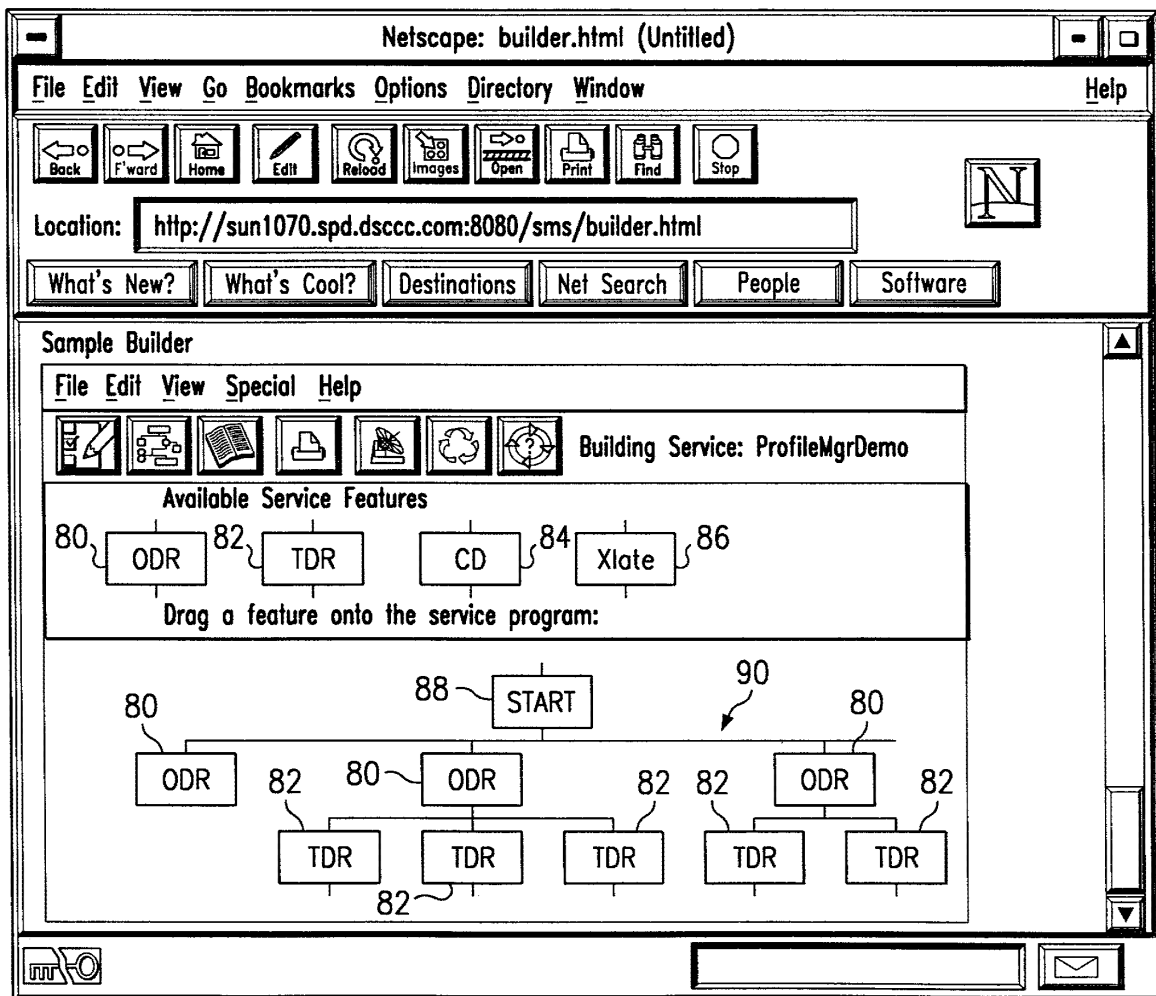 Netscape: builder.html (Untitled)
File Edit View Go Bookmarks Options Directory Window Help
Back F'ward Home Edit Reload Images Open Print Find Stop
N
Location: http://sun1070.spd.dsccc.com:8080/sms/builder.html
What's New? What's Cool? Destinations Net Search People Software
Sample Builder
File Edit View Special Help
? Building Service: ProfileMgrDemo
Available Service Features
80 ODR 82 TDR CD 84 Xlate 86
Drag a feature onto the service program:
88 START 90
80 80
ODR 80 ODR ODR
82 82 82 82
TDR TDR TDR TDR TDR
82